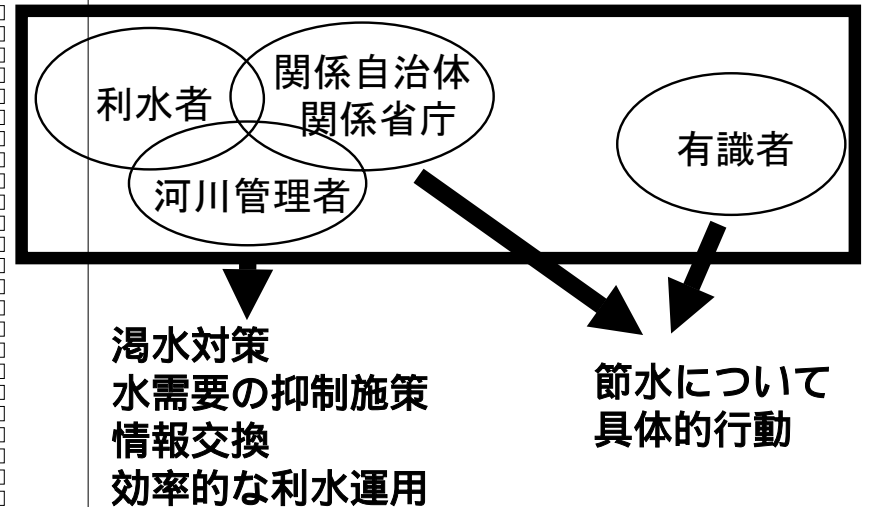 利水者
関係自治体
関係省庁
河川管理者
有識者
渇水対策
水需要の抑制施策
情報交換
効率的な利水運用
節水について
具体的行動